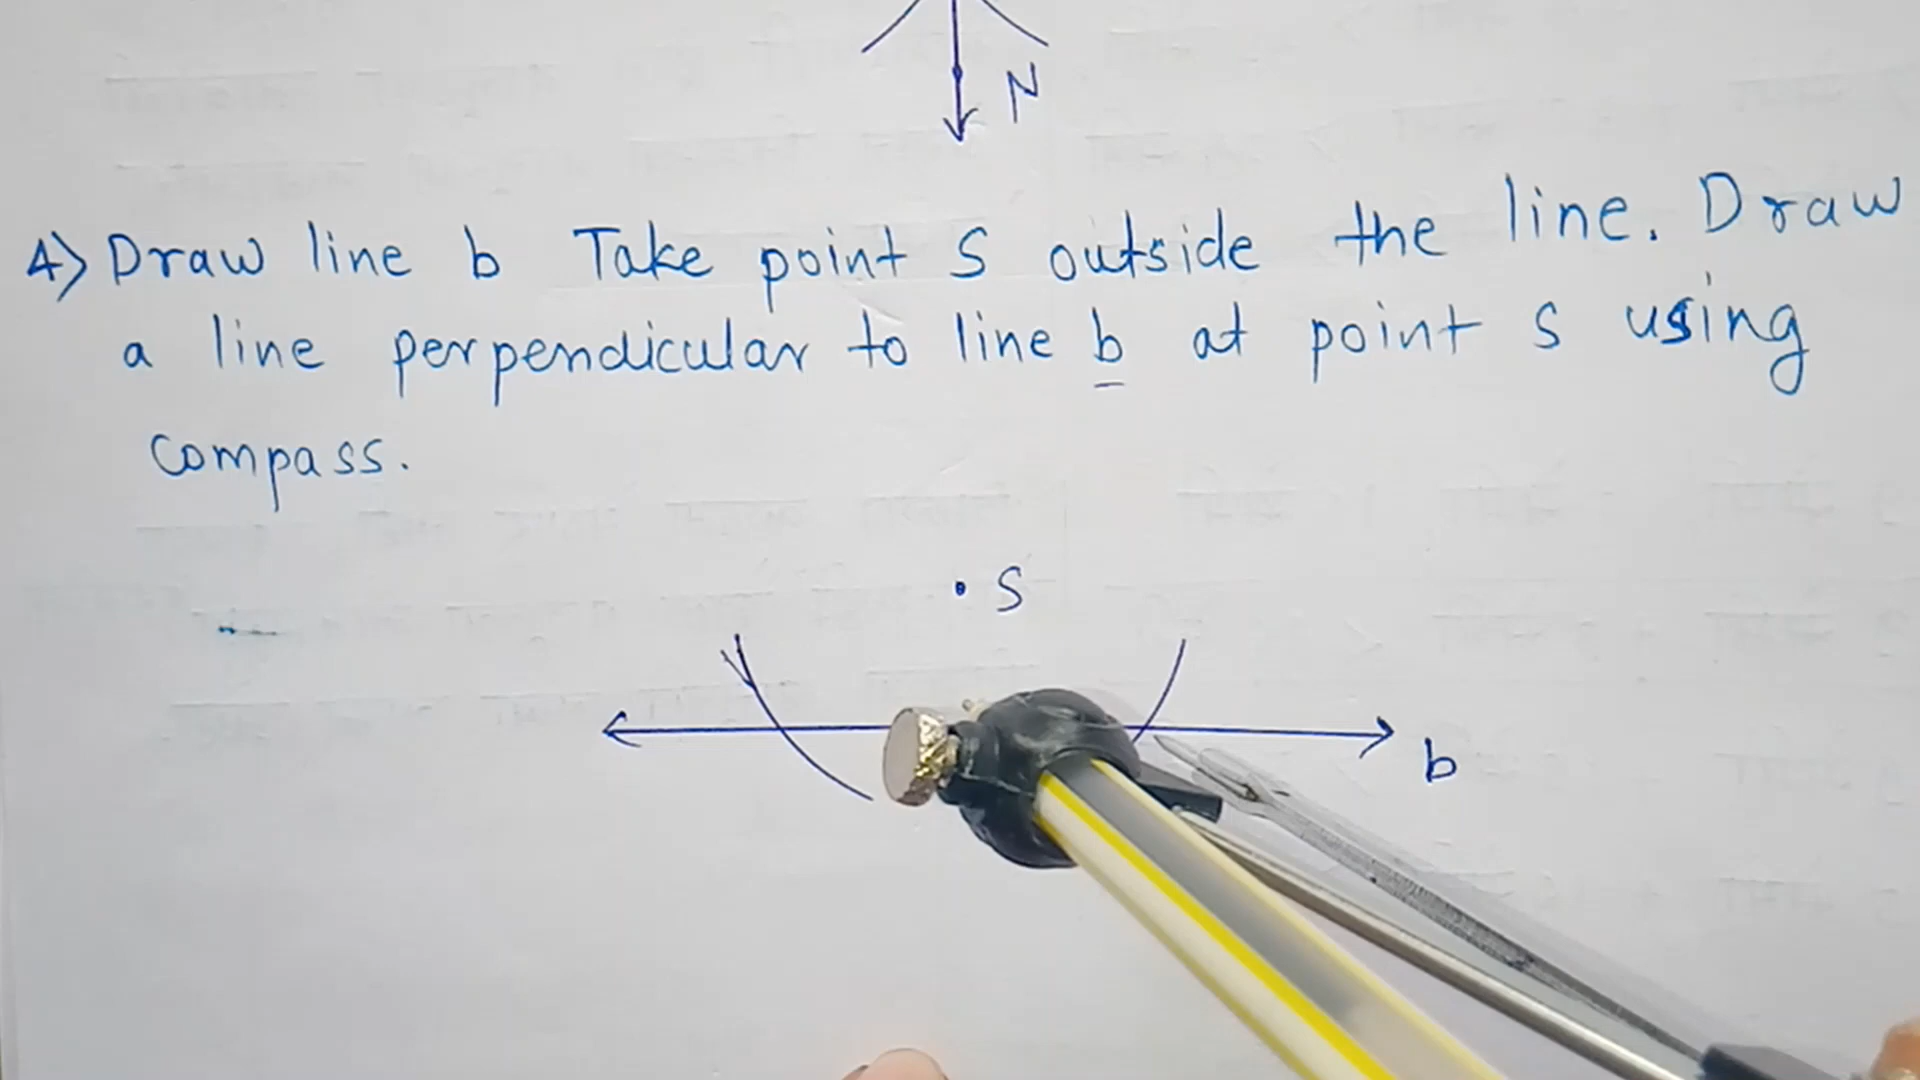 N
4) Draw line b Take point S outside the line. Draw
a line perpendicular to line b at point S using
compass.
S
b